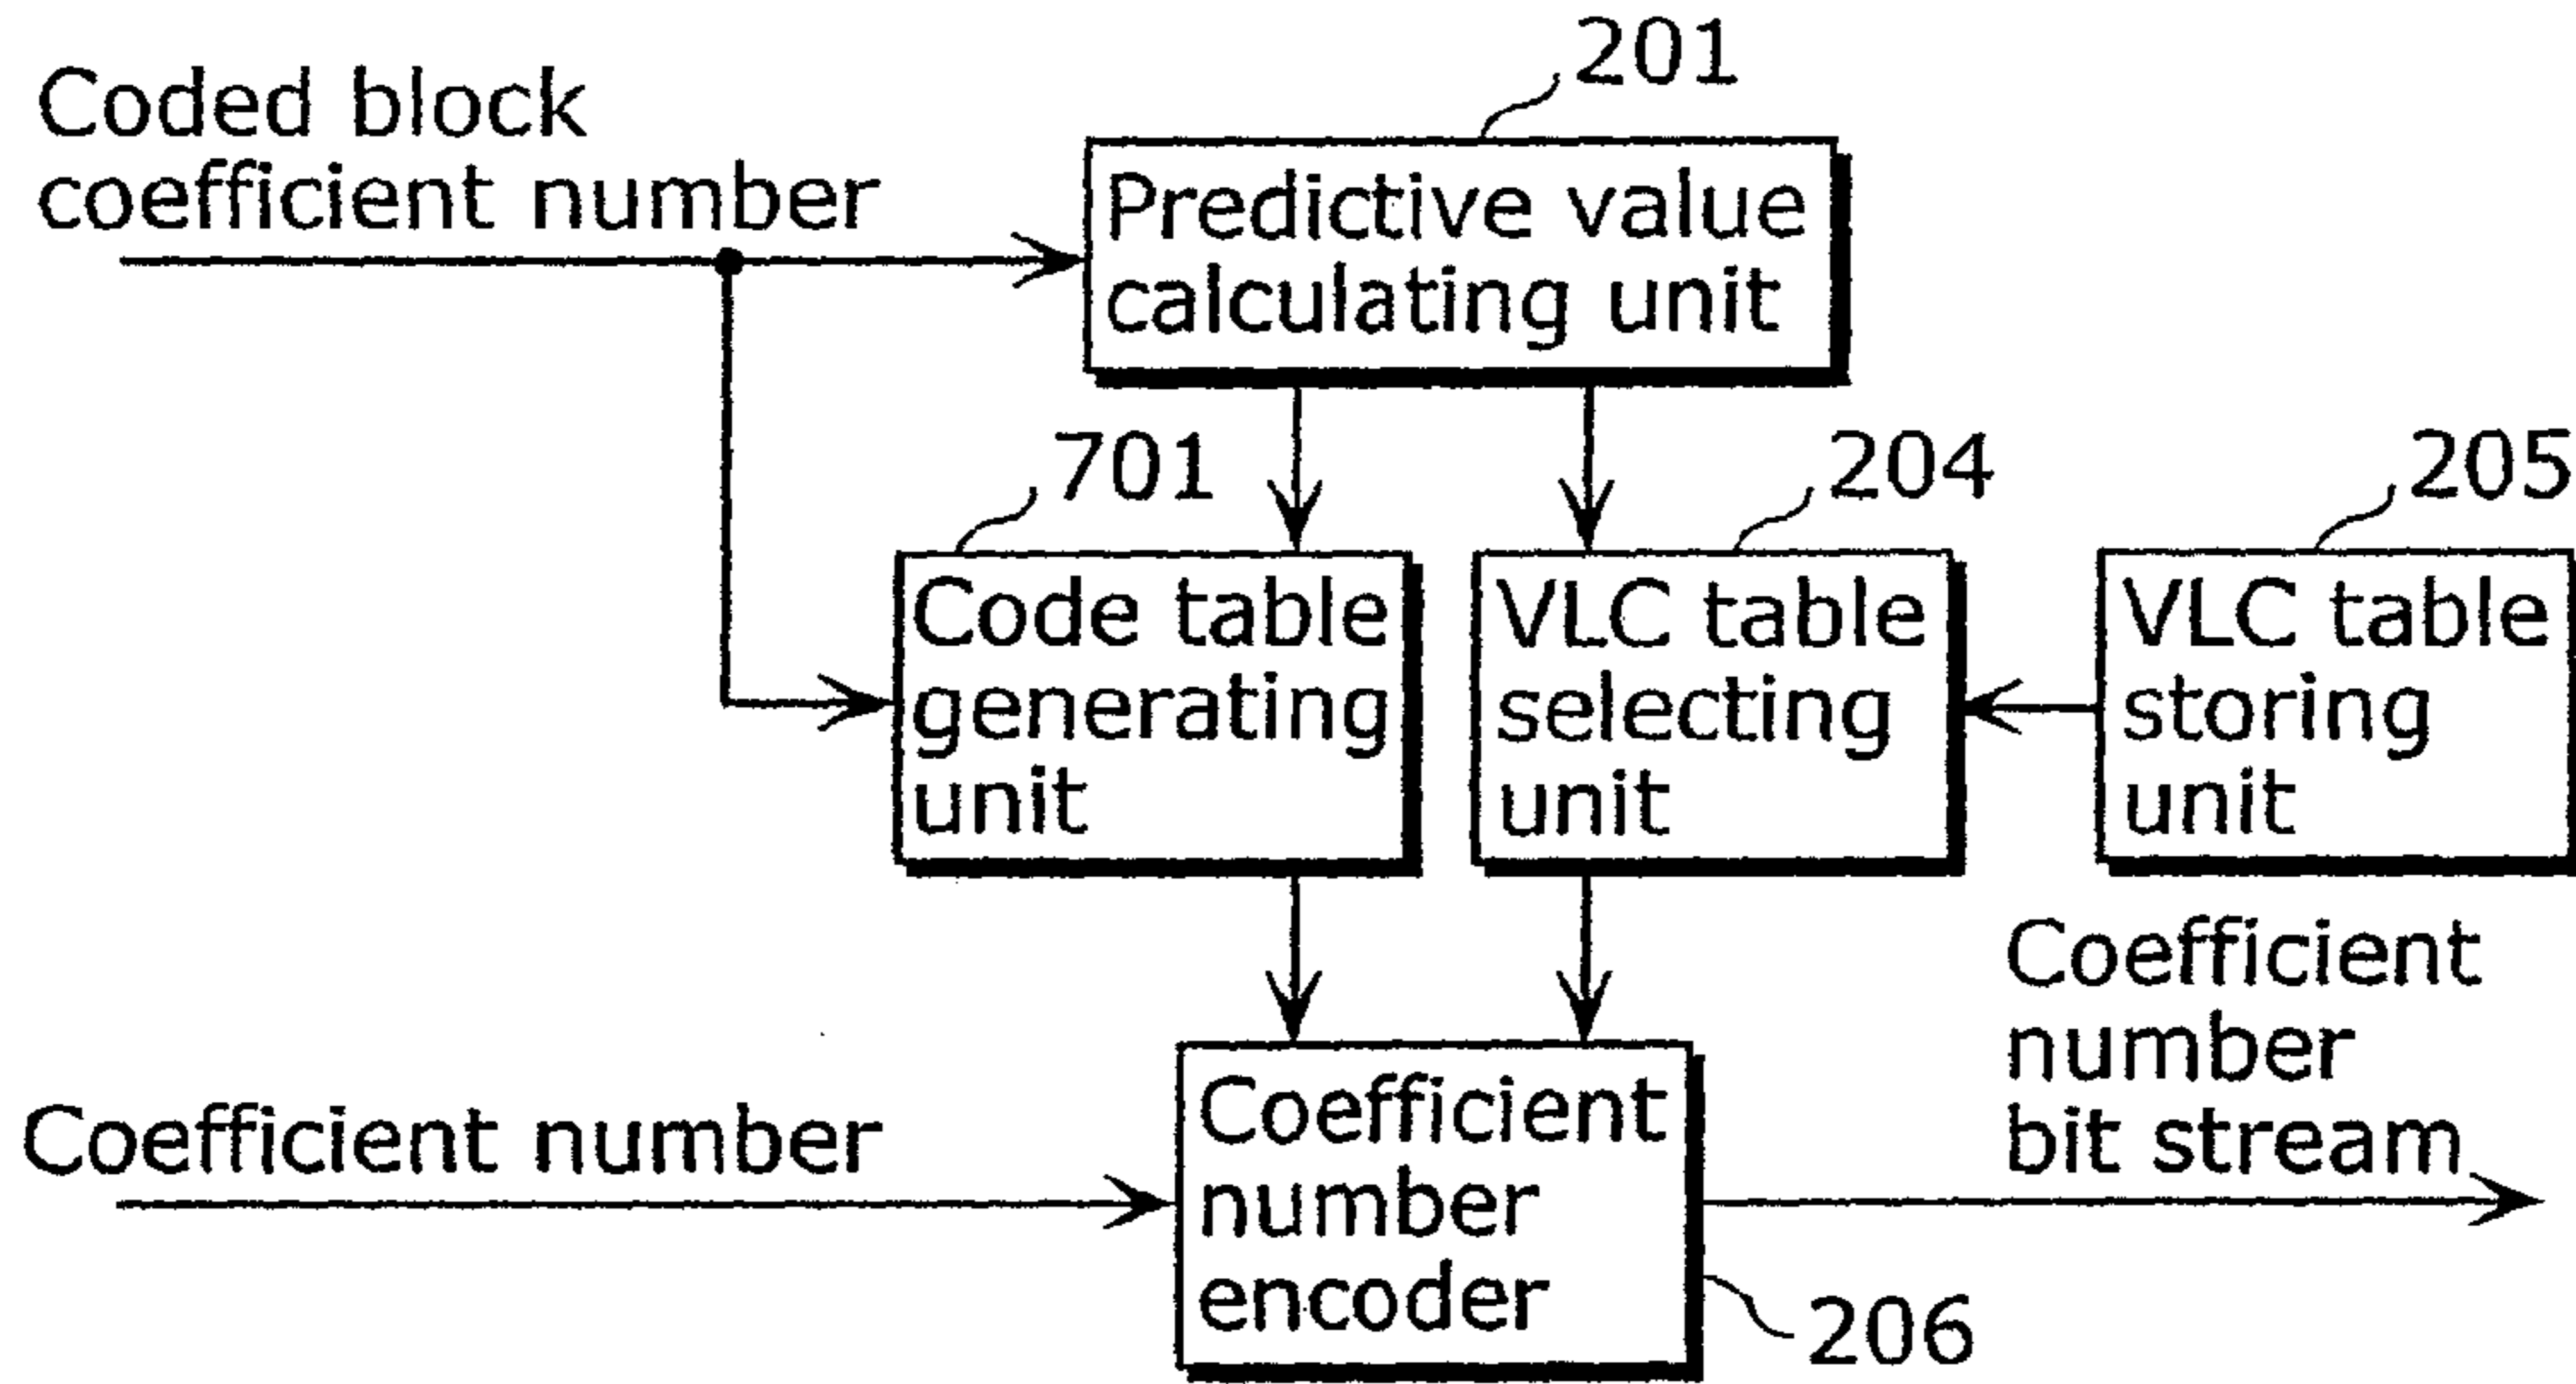 201
Coded block
coefficient number
Predictive value
calculating unit
701
204
205
Code table
generating
unit
VLC table
selecting
unit
VLC table
storing
unit
Coefficient
number
bit stream
Coefficient number
Coefficient
number
encoder
206